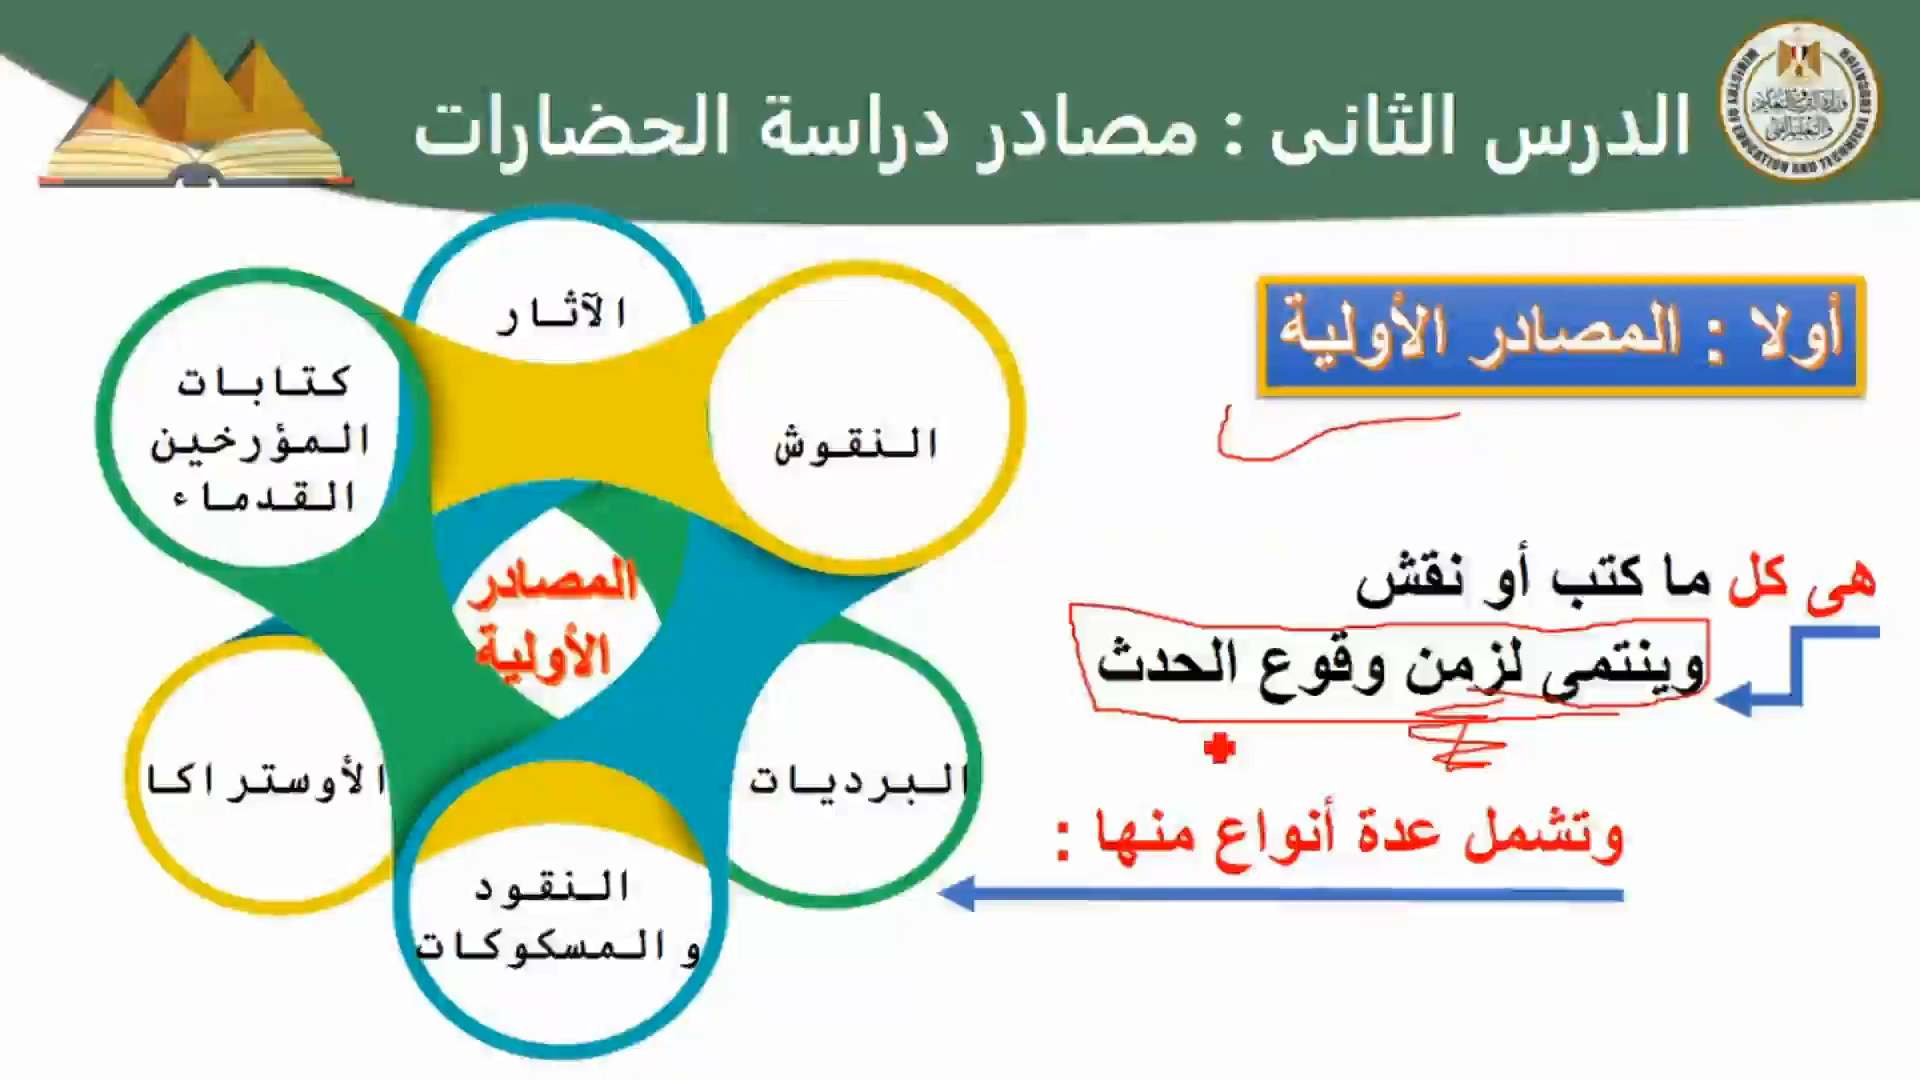 الدرس الثانى : مصادر دراسة الحضارات
أولا : المصادر الأولية
هى كل ما كتب أو نقش
وينتمى لزمن وقوع الحدث
وتشمل عدة أنواع منها :
الآثار
النقوش
البرديات
النقود
والمسكوكات
الأوستراكا
كتابات
المؤرخين
القدماء
المصادر
الأولية